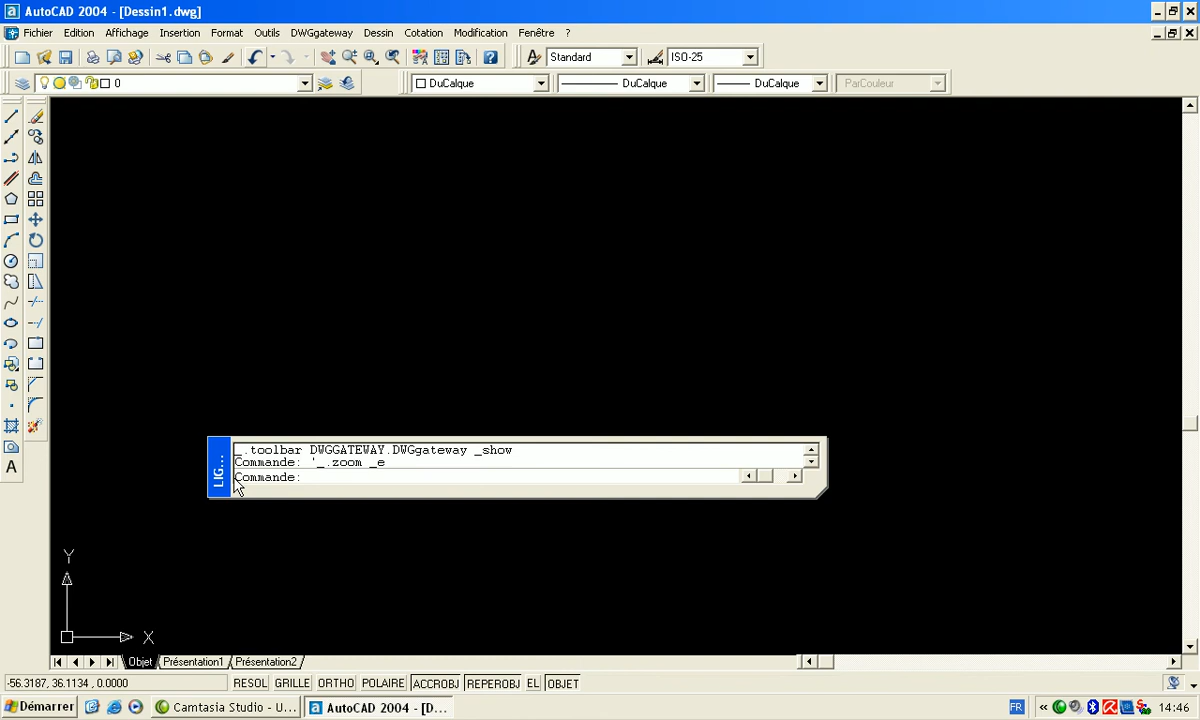 AutoCAD 2004 - [Dessin1.dwg]
Fichier Edition Affichage Insertion Format Outils DWGgateway Dessin Cotation Modification Fenêtre ?
Standard ISO-25
0 DuCalque DuCalque DuCalque ParCouleur
A
LIG...
_.toolbar DWGGATEWAY.DWGgateway _show
Commande: '_.zoom _e
Commande:
Y
X
Objet Présentation1 Présentation2
-56.3187, 36.1134 , 0.0000 RESOL GRILLE ORTHO POLAIRE ACCROBJ REPEROBJ EL OBJET
Démarrer Camtasia Studio - U... AutoCAD 2004 - [D... FR « 14:46